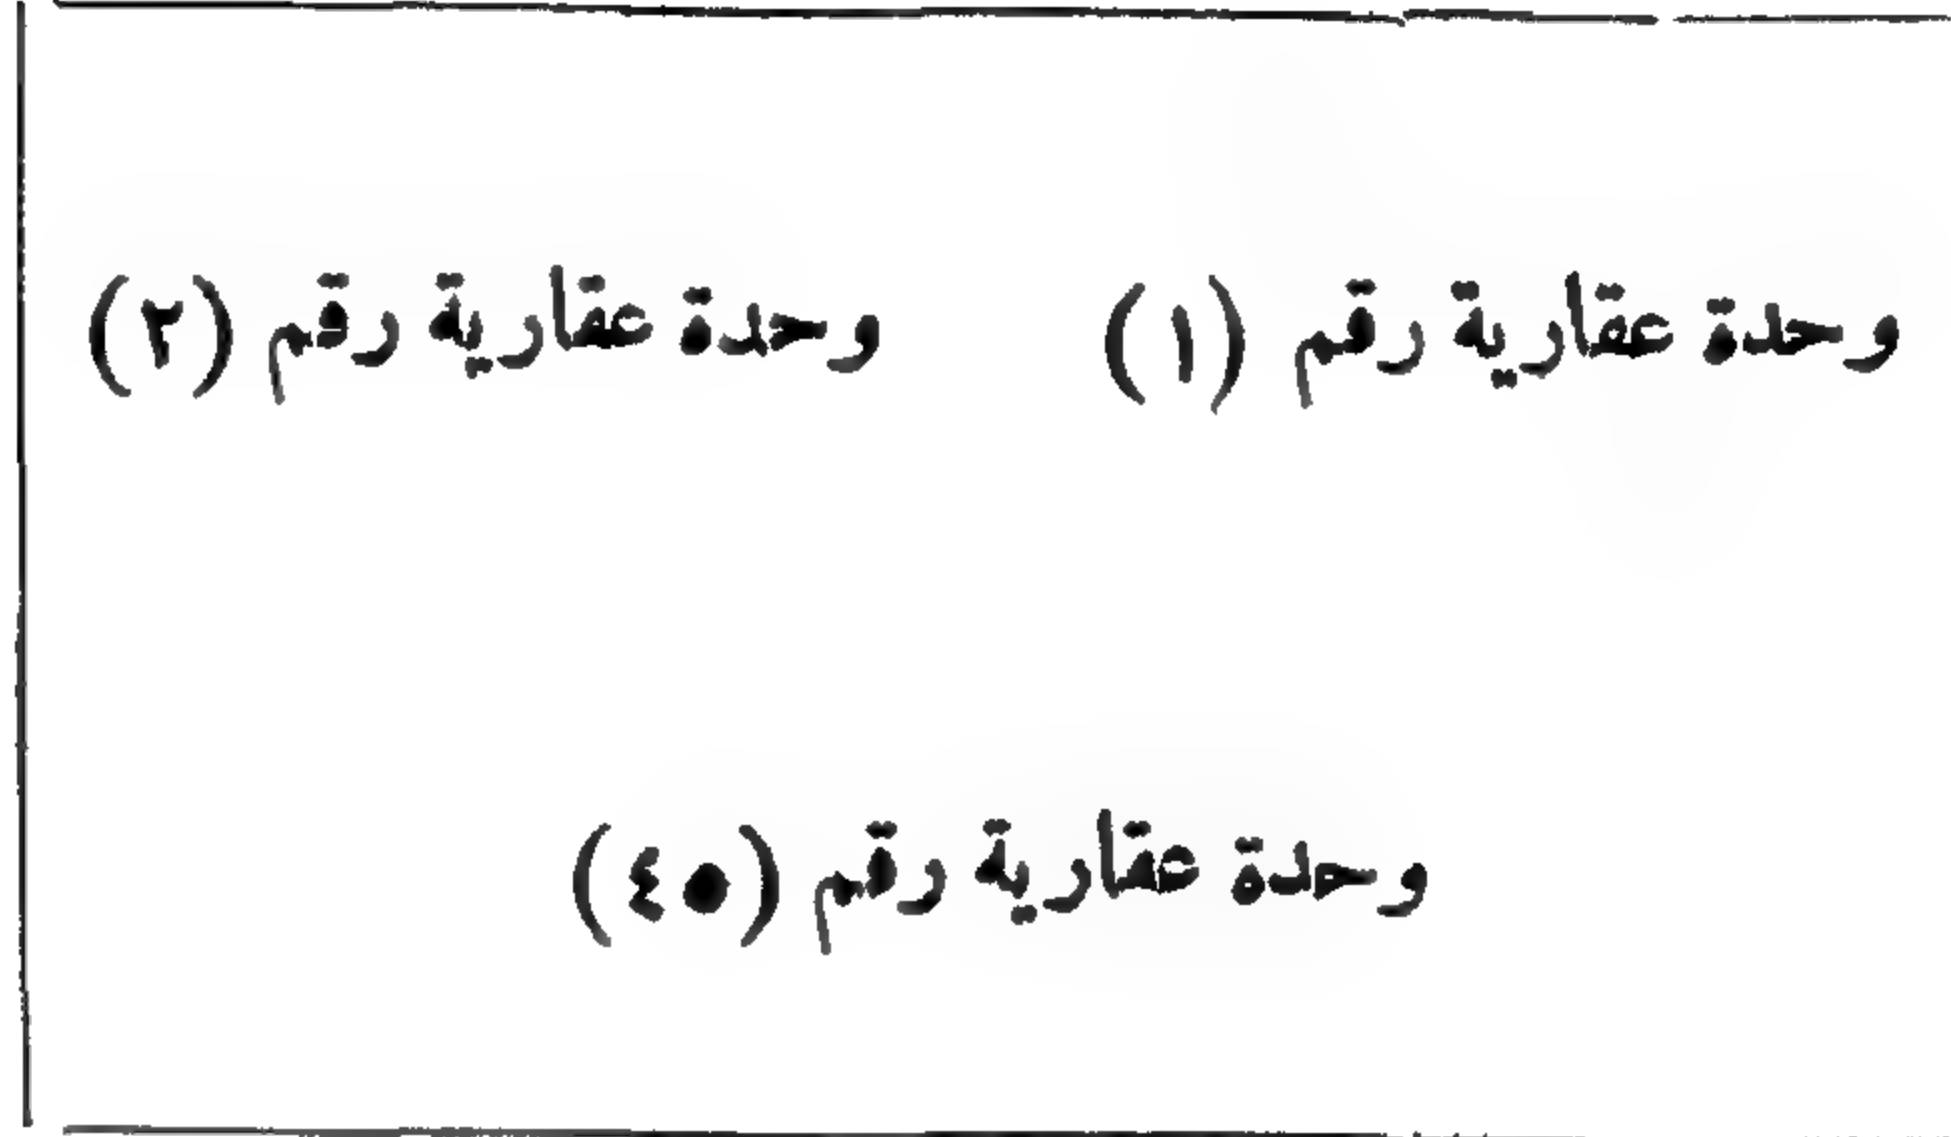 وحدة عقارية رقم (١) وحدة عقارية رقم (٢)
وحدة عقارية رقم (٤٥)